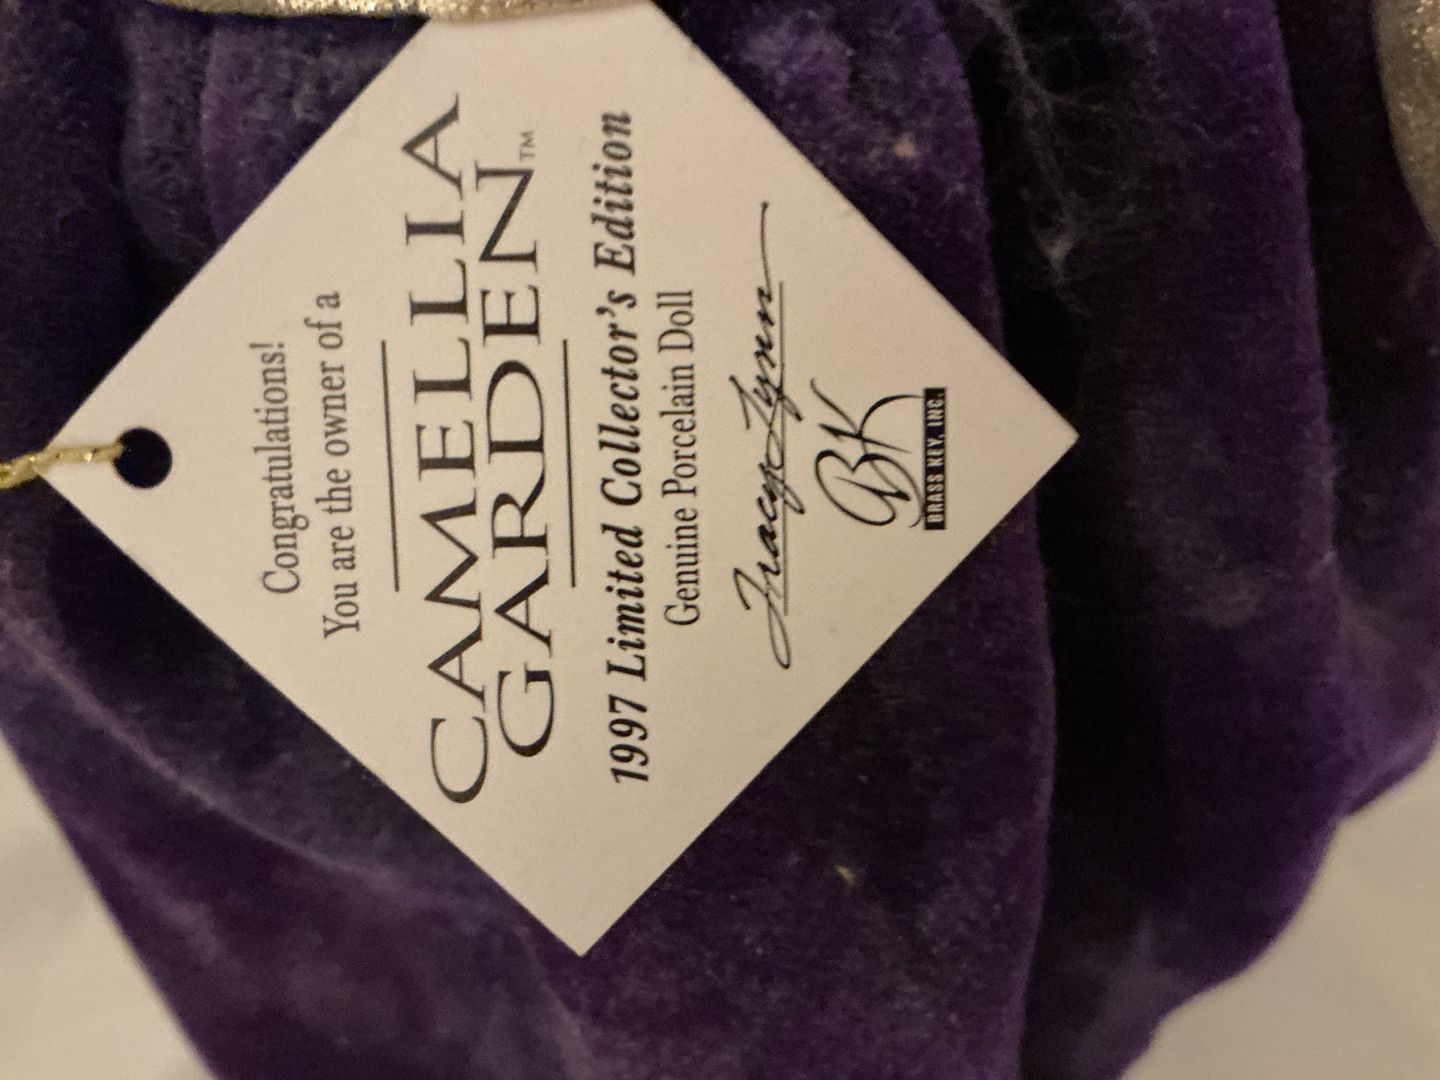 Congratulations!
You are the owner of a
CAMELLIA
GARDEN™
1997 Limited Collector's Edition
Genuine Porcelain Doll
Tracy Lynn
BK
BRASS KEY, INC.